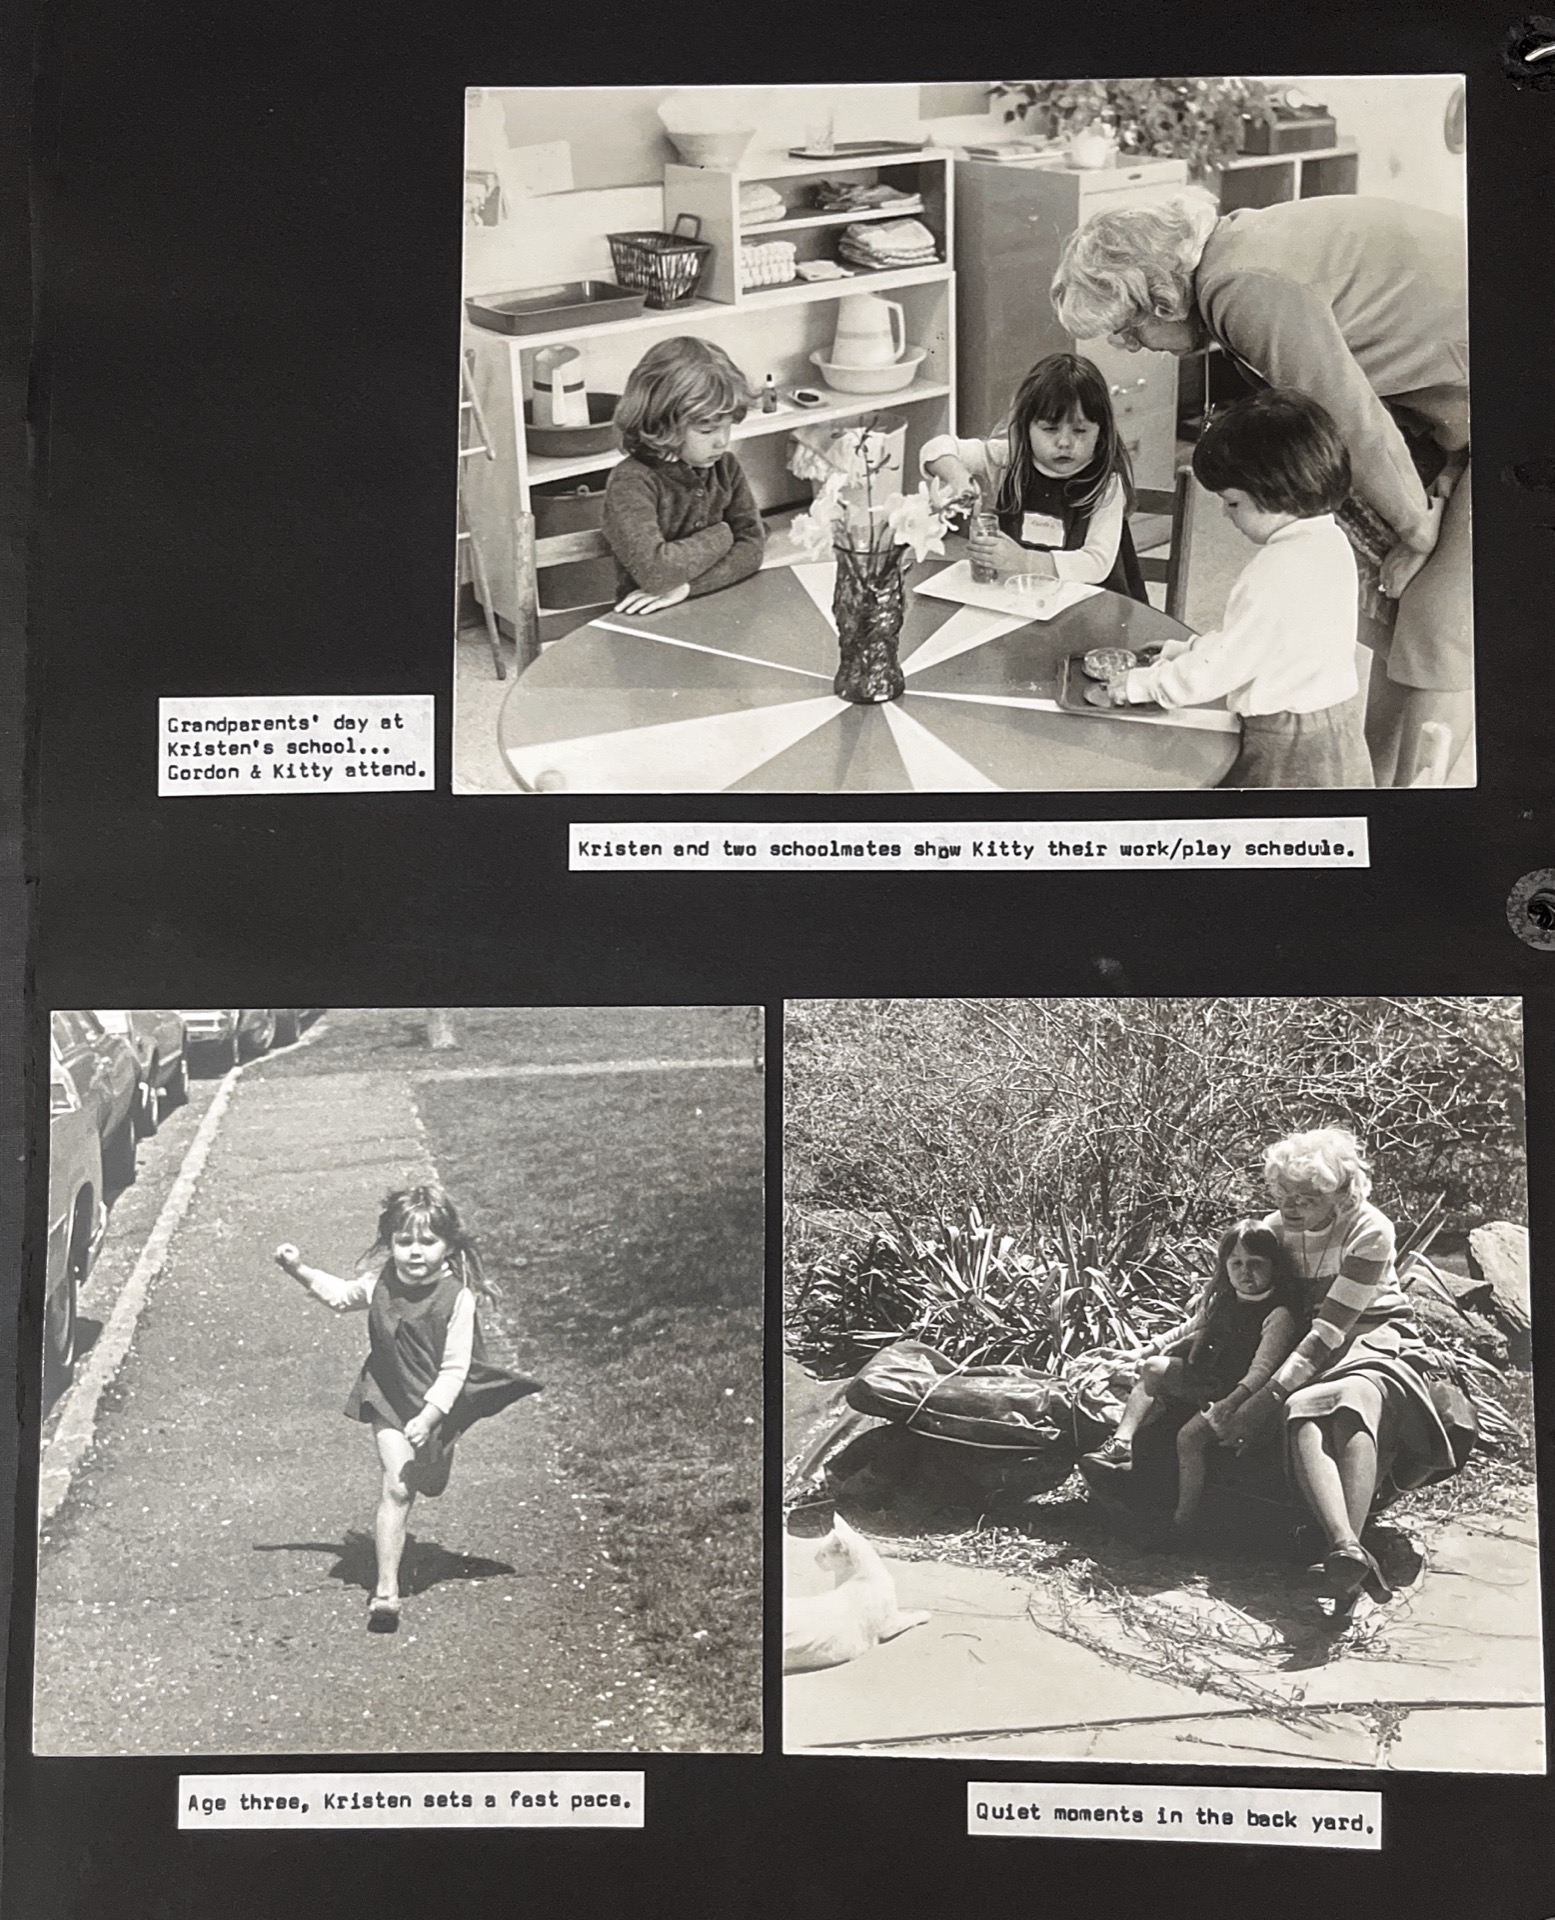 Grandparents' day at
Kristen's school...
Gordon & Kitty attend.
Kristen and two schoolmates show Kitty their work/play schedule.
Age three, Kristen sets a fast pace.
Quiet moments in the back yard.